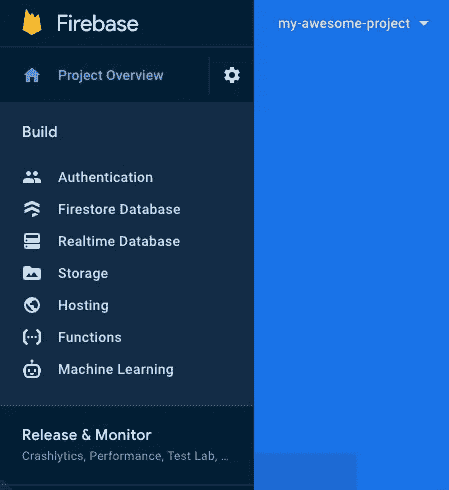 Firebase
my-awesome-project
Project Overview
Build
Authentication
Firestore Database
Realtime Database
Storage
Hosting
Functions
Machine Learning
Release & Monitor
Crashlytics, Performance, Test Lab, ...